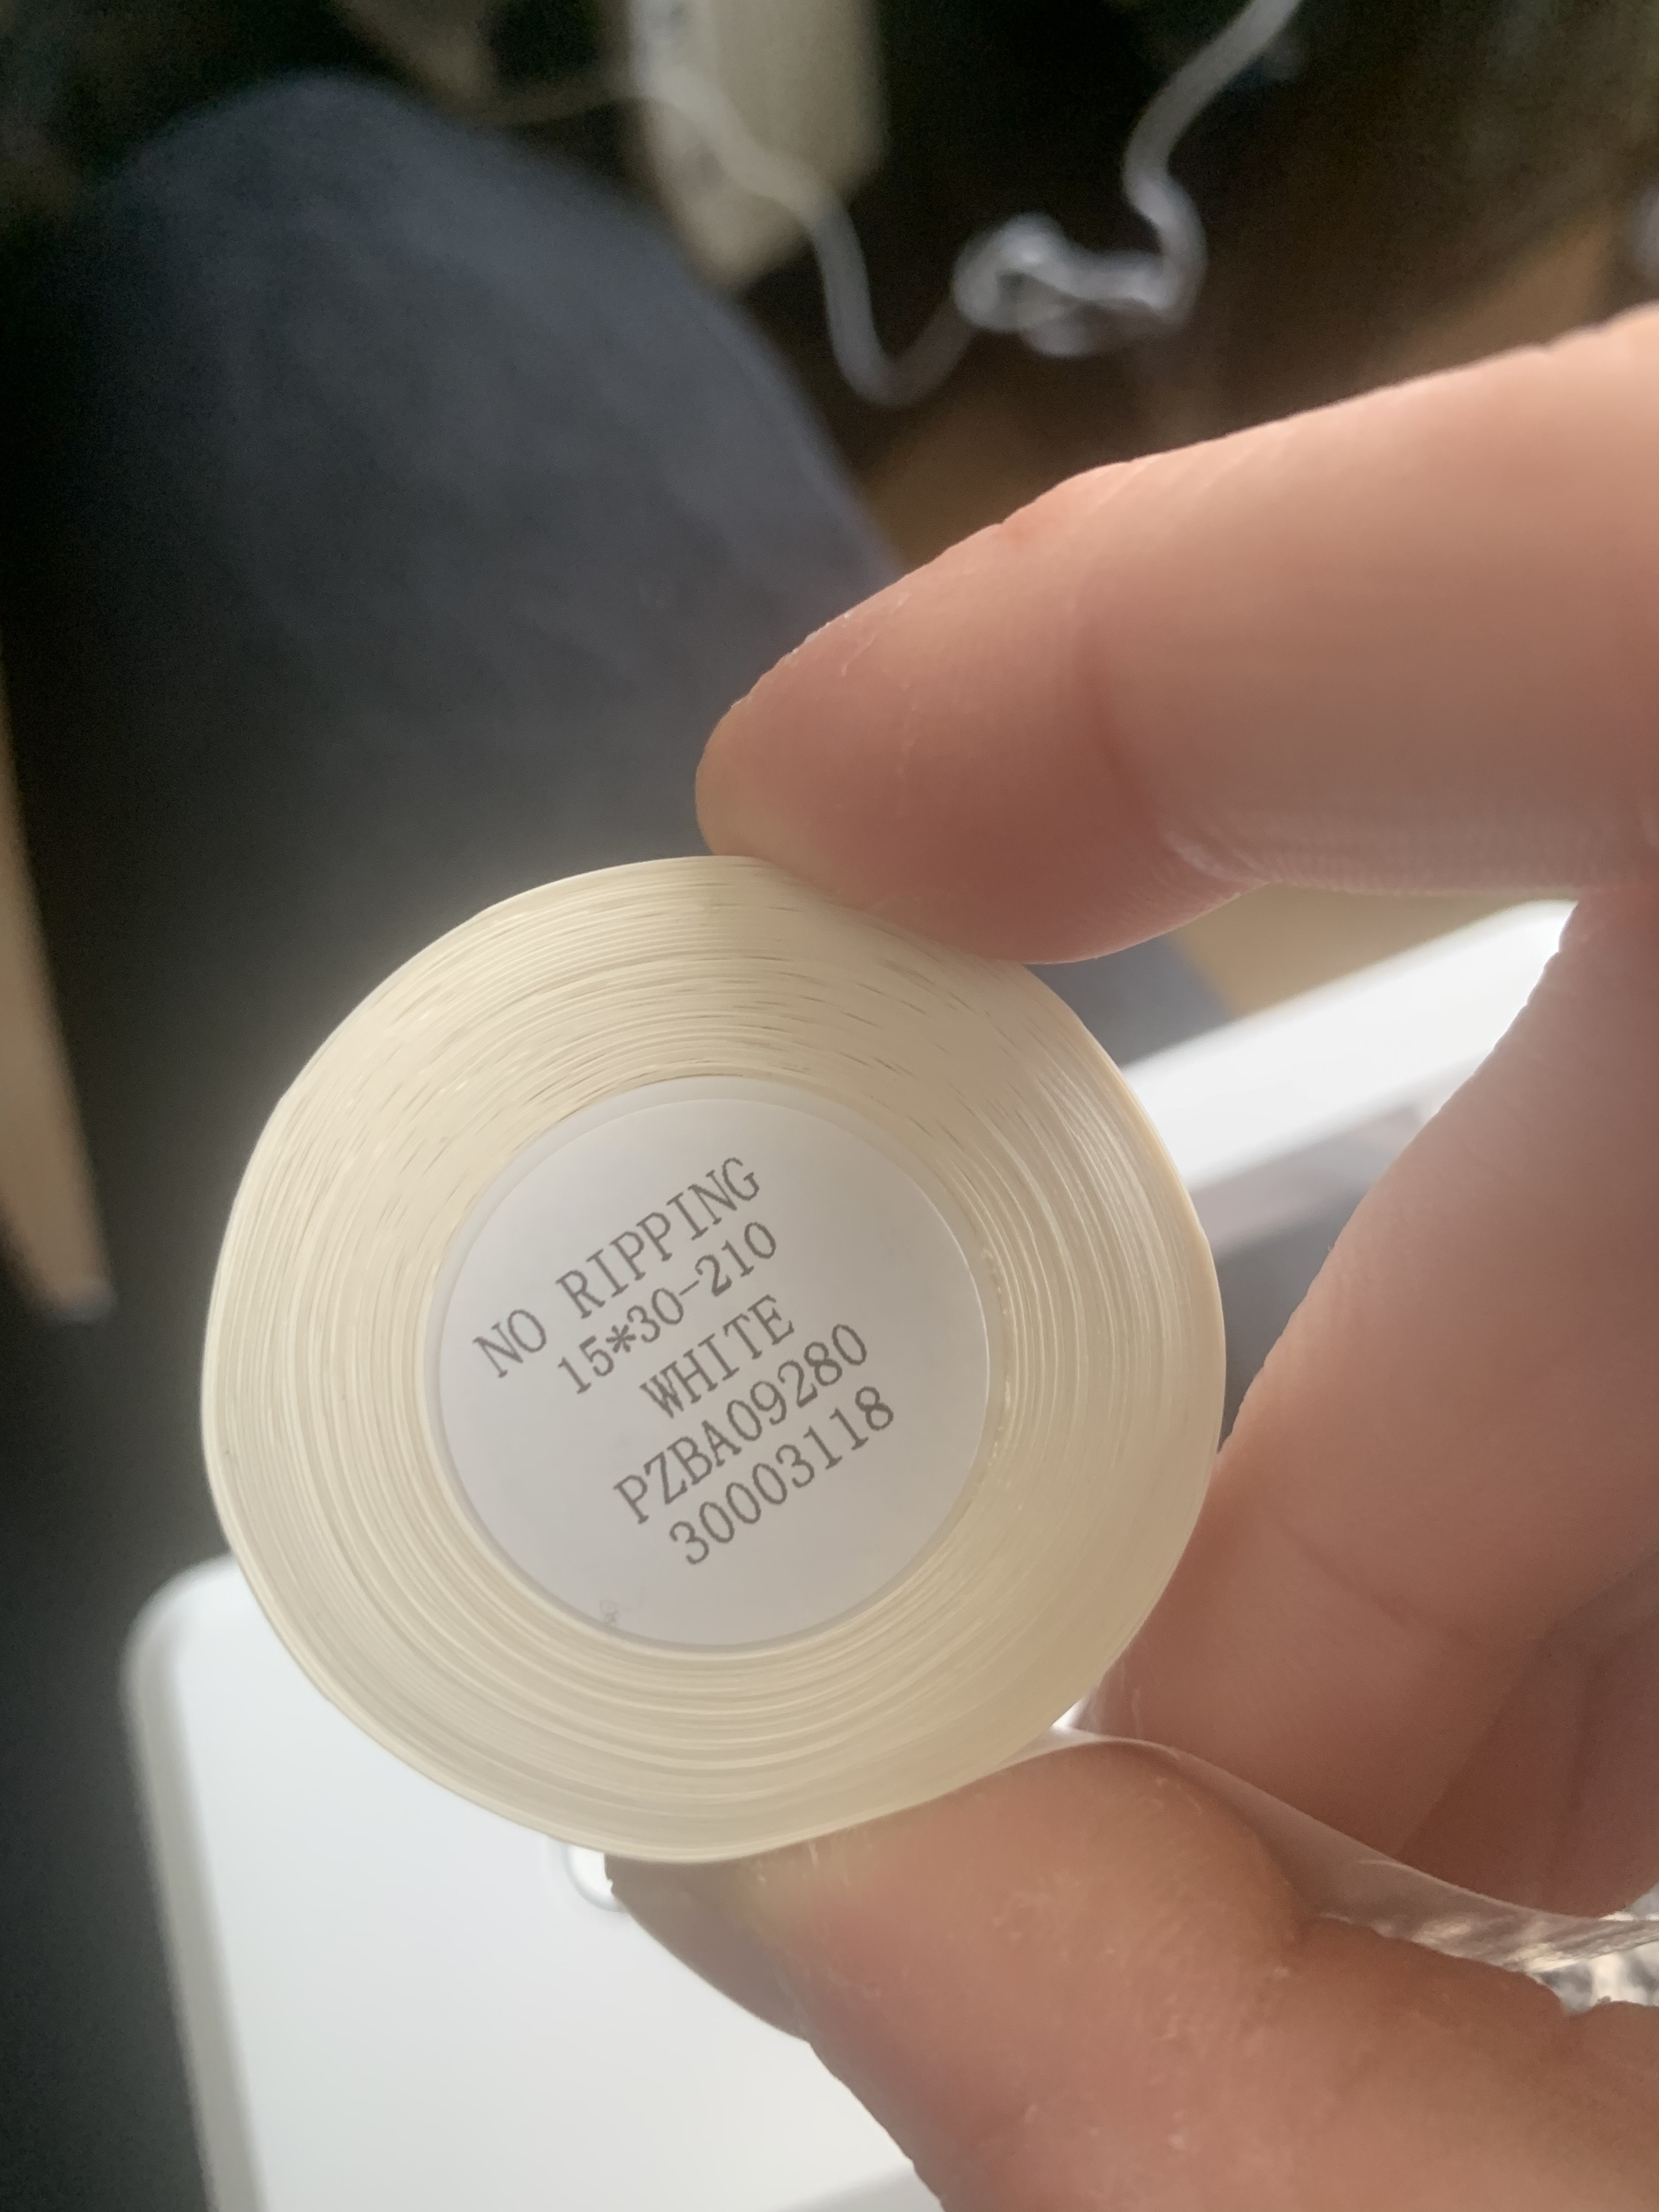 NO RIPPING
15*30-210
WHITE
PZBA09280
30003118